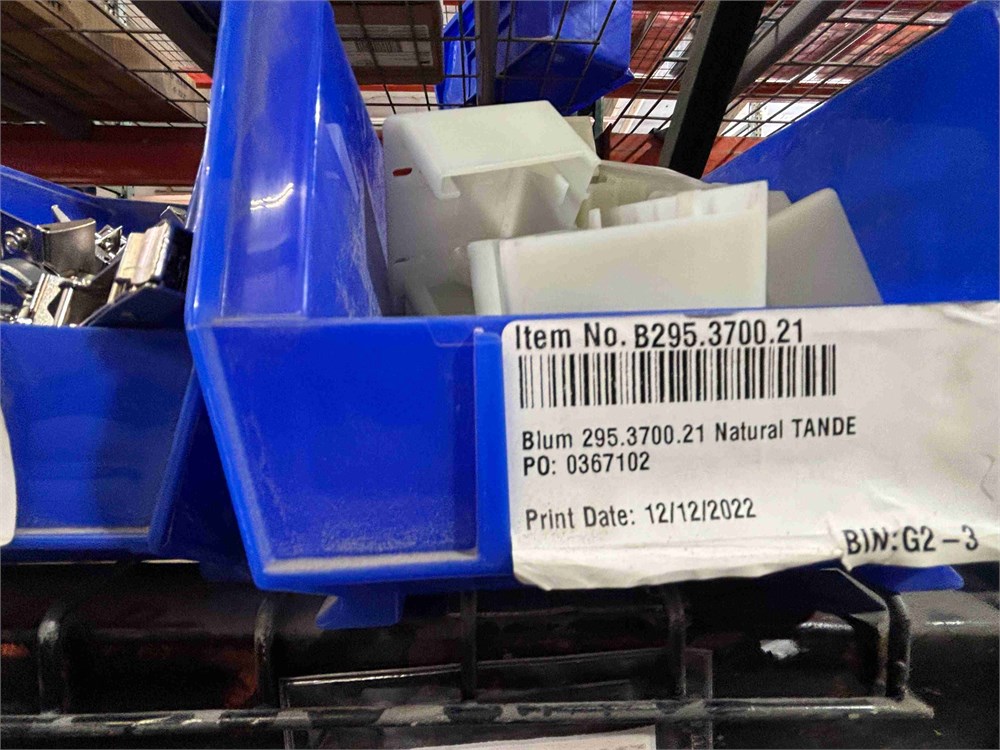 Item No. B295.3700.21
Blum 295.3700.21 Natural TANDE
PO: 0367102
Print Date: 12/12/2022
BIN:G2-3